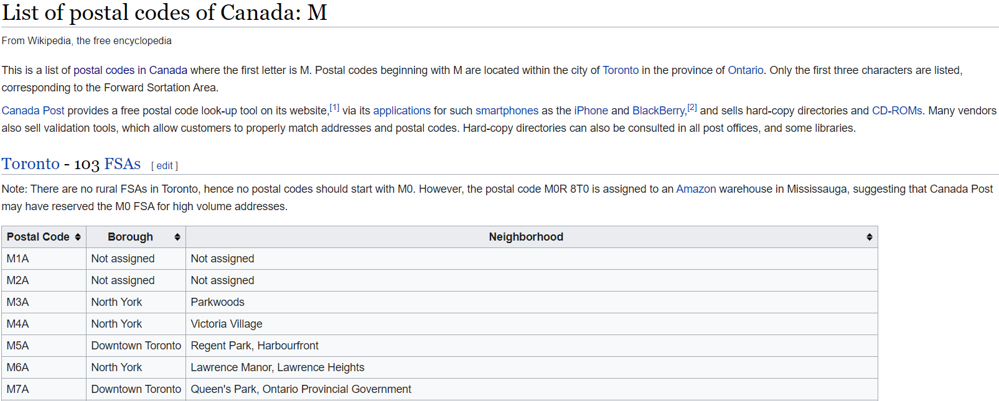 List of postal codes of Canada: M
From Wikipedia, the free encyclopedia
This is a list of postal codes in Canada where the first letter is M. Postal codes beginning with M are located within the city of Toronto in the province of Ontario. Only the first three characters are listed,
corresponding to the Forward Sortation Area.
Canada Post provides a free postal code look-up tool on its website,[1] via its applications for such smartphones as the iPhone and BlackBerry,[2] and sells hard-copy directories and CD-ROMs. Many vendors
also sell validation tools, which allow customers to properly match addresses and postal codes. Hard-copy directories can also be consulted in all post offices, and some libraries.
Toronto - 103 FSAs [ edit ]
Note: There are no rural FSAs in Toronto, hence no postal codes should start with M0. However, the postal code M0R 8T0 is assigned to an Amazon warehouse in Mississauga, suggesting that Canada Post
may have reserved the M0 FSA for high volume addresses.
Postal Code Borough Neighborhood
M1A Not assigned Not assigned
M2A Not assigned Not assigned
M3A North York Parkwoods
M4A North York Victoria Village
M5A Downtown Toronto Regent Park, Harbourfront
M6A North York Lawrence Manor, Lawrence Heights
M7A Downtown Toronto Queen's Park, Ontario Provincial Government